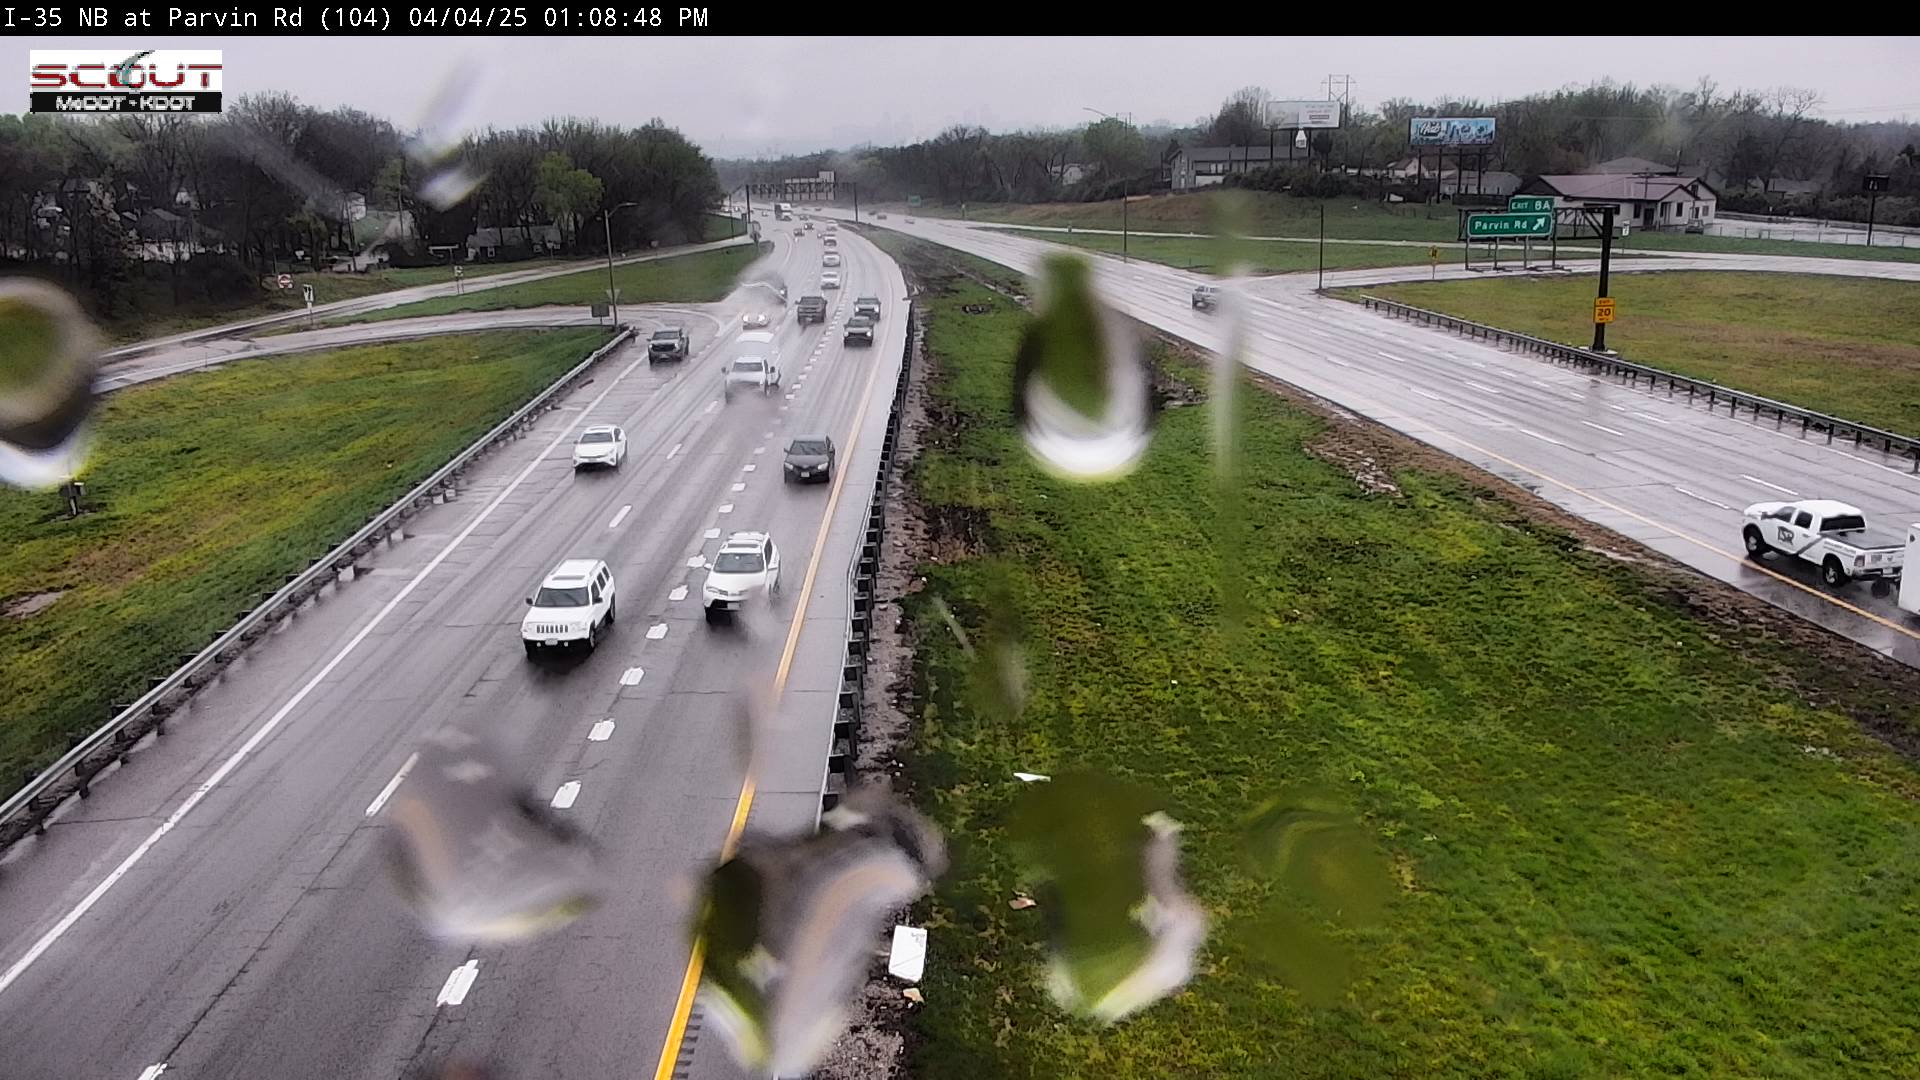 I-35 NB at Parvin Rd (104) 04/04/25 01:08:48 PM
SCOUT
MoDOT - KDOT
EXIT 8A
Parvin Rd
EXIT
20